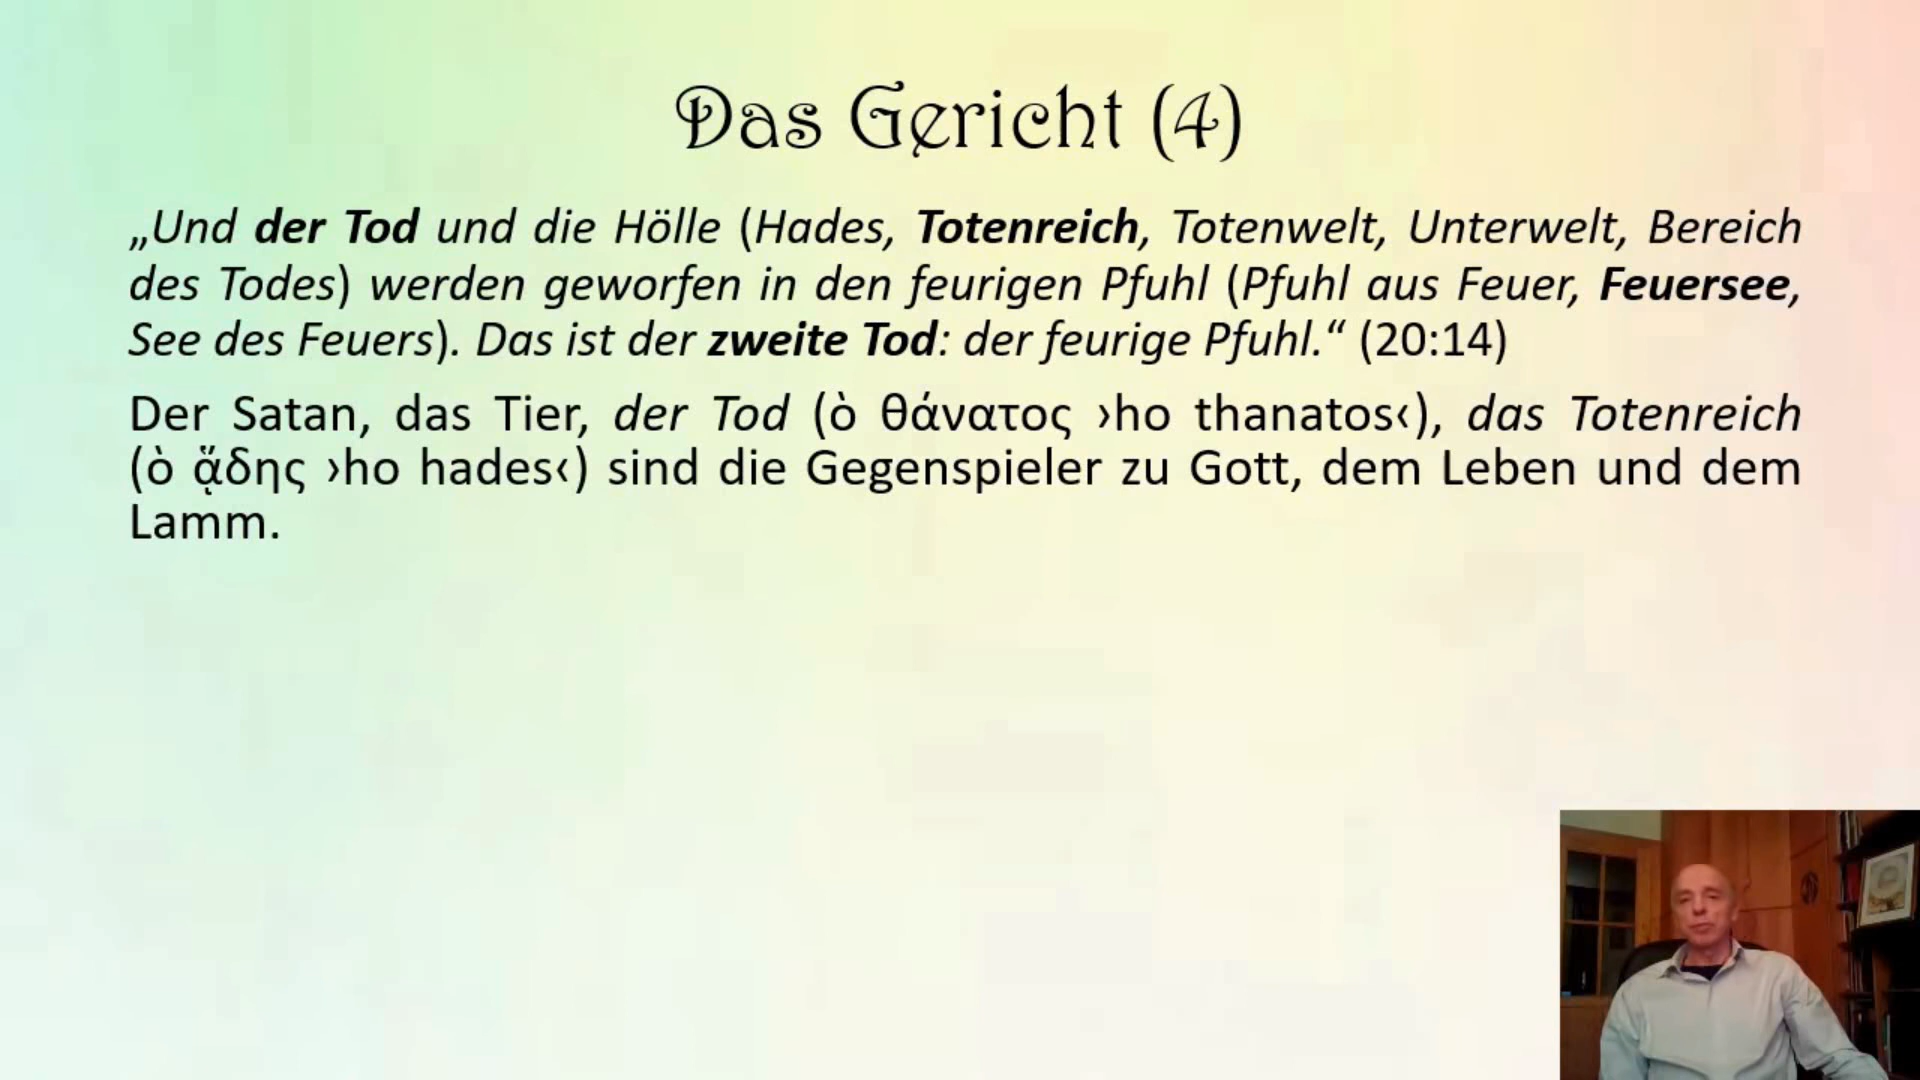 Das Gericht (4)
„Und der Tod und die Hölle (Hades, Totenreich, Totenwelt, Unterwelt, Bereich
des Todes) werden geworfen in den feurigen Pfuhl (Pfuhl aus Feuer, Feuersee,
See des Feuers). Das ist der zweite Tod: der feurige Pfuhl.“ (20:14)
Der Satan, das Tier, der Tod (ὸ θάνατος ›ho thanatos‹), das Totenreich
(ὸ ᾅδης ›ho hades‹) sind die Gegenspieler zu Gott, dem Leben und dem
Lamm.